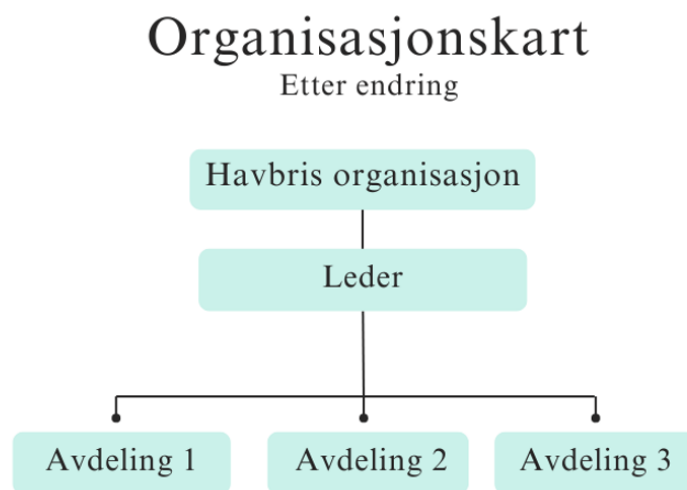 Organisasjonskart
Etter endring
Havbris organisasjon
Leder
Avdeling 1
Avdeling 2
Avdeling 3